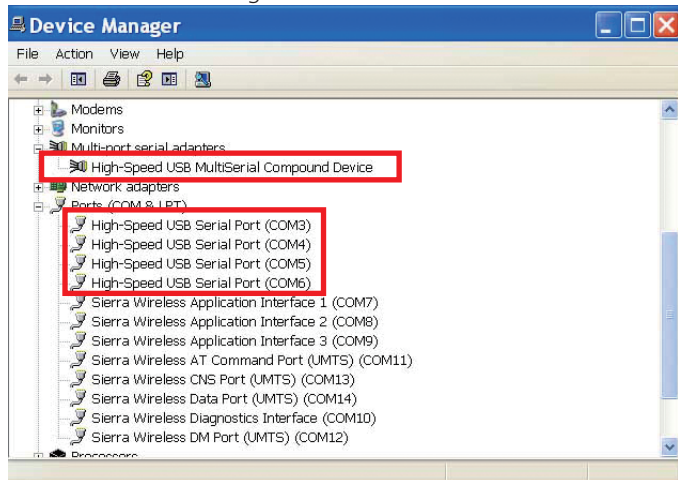 Device Manager
File Action View Help
Modems
Monitors
Multi-port serial adapters
High-Speed USB MultiSerial Compound Device
Network adapters
Ports (COM & LPT)
High-Speed USB Serial Port (COM3)
High-Speed USB Serial Port (COM4)
High-Speed USB Serial Port (COM5)
High-Speed USB Serial Port (COM6)
Sierra Wireless Application Interface 1 (COM7)
Sierra Wireless Application Interface 2 (COM8)
Sierra Wireless Application Interface 3 (COM9)
Sierra Wireless AT Command Port (UMTS) (COM11)
Sierra Wireless CNS Port (UMTS) (COM13)
Sierra Wireless Data Port (UMTS) (COM14)
Sierra Wireless Diagnostics Interface (COM10)
Sierra Wireless DM Port (UMTS) (COM12)
Processors